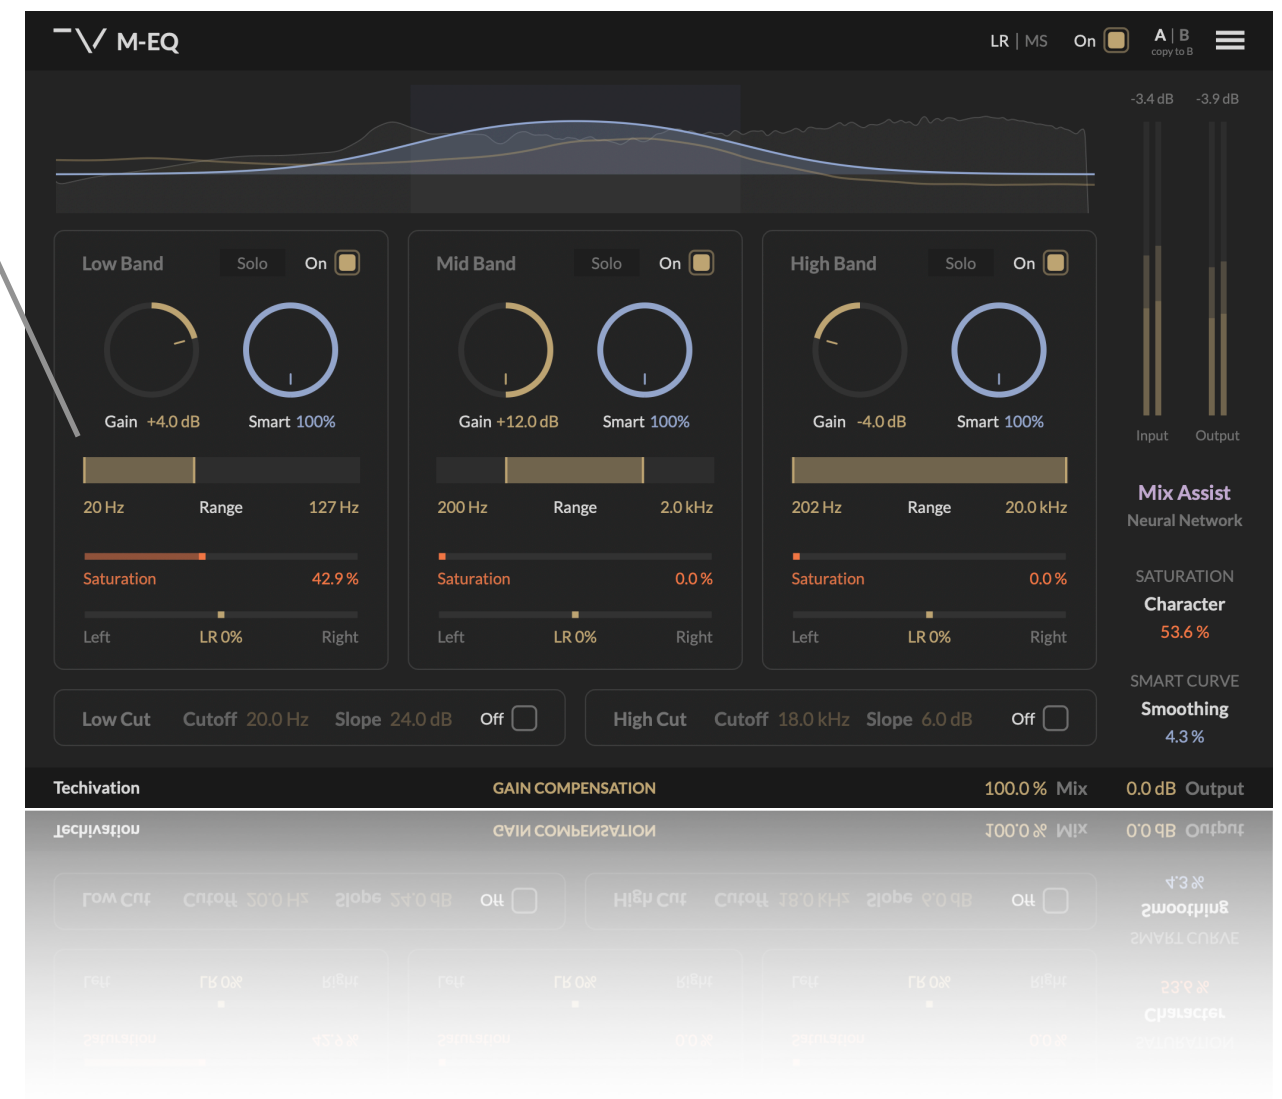 M-EQ
LR | MS On A | B
copy to B
-3.4 dB -3.9 dB
Low Band Solo On
Gain +4.0 dB Smart 100%
20 Hz Range 127 Hz
Saturation 42.9 %
Left LR 0% Right
Mid Band Solo On
Gain +12.0 dB Smart 100%
200 Hz Range 2.0 kHz
Saturation 0.0 %
Left LR 0% Right
High Band Solo On
Gain -4.0 dB Smart 100%
202 Hz Range 20.0 kHz
Saturation 0.0 %
Left LR 0% Right
Input Output
Mix Assist
Neural Network
SATURATION
Character
53.6 %
SMART CURVE
Smoothing
4.3 %
Low Cut Cutoff 20.0 Hz Slope 24.0 dB Off
High Cut Cutoff 18.0 kHz Slope 6.0 dB Off
Techivation GAIN COMPENSATION 100.0 % Mix 0.0 dB Output